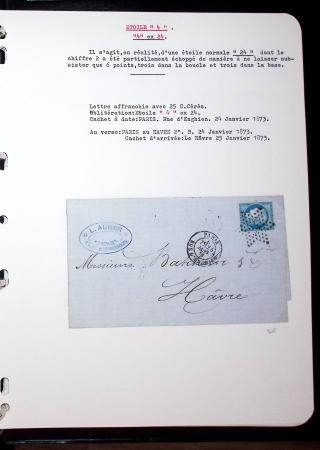 ETOILE "4" .
"4" ex 24.
Il s'agit,en réalité,d'une étoile normale " 24 " dont le
chiffre 2 a été partiellement échoppé de manière à ne laisser sub-
sister que 6 points,trois dans la boucle et trois dans la base.
Lettre affranchie avec 25 C.Cérès.
Oblitération:Etoile " 4 " ex 24.
Cachet à date:PARIS. Rue d'Enghien. 24 Janvier 1873.
Au verso:PARIS au HAVRE 2°. B. 24 Janvier 1873.
Cachet d'arrivée:Le HAvre 25 Janvier 1873.
PARIS
Messieurs
Hâvre